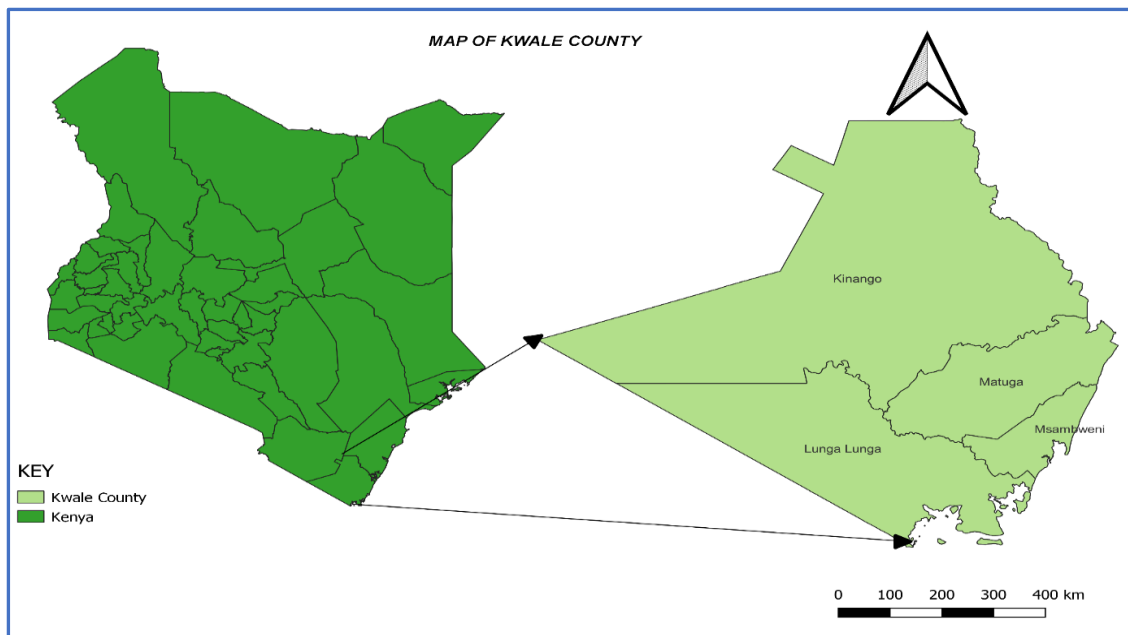 MAP OF KWALE COUNTY
Kinango
Matuga
Msambweni
Lunga Lunga
KEY
Kwale County
Kenya
0 100 200 300 400 km